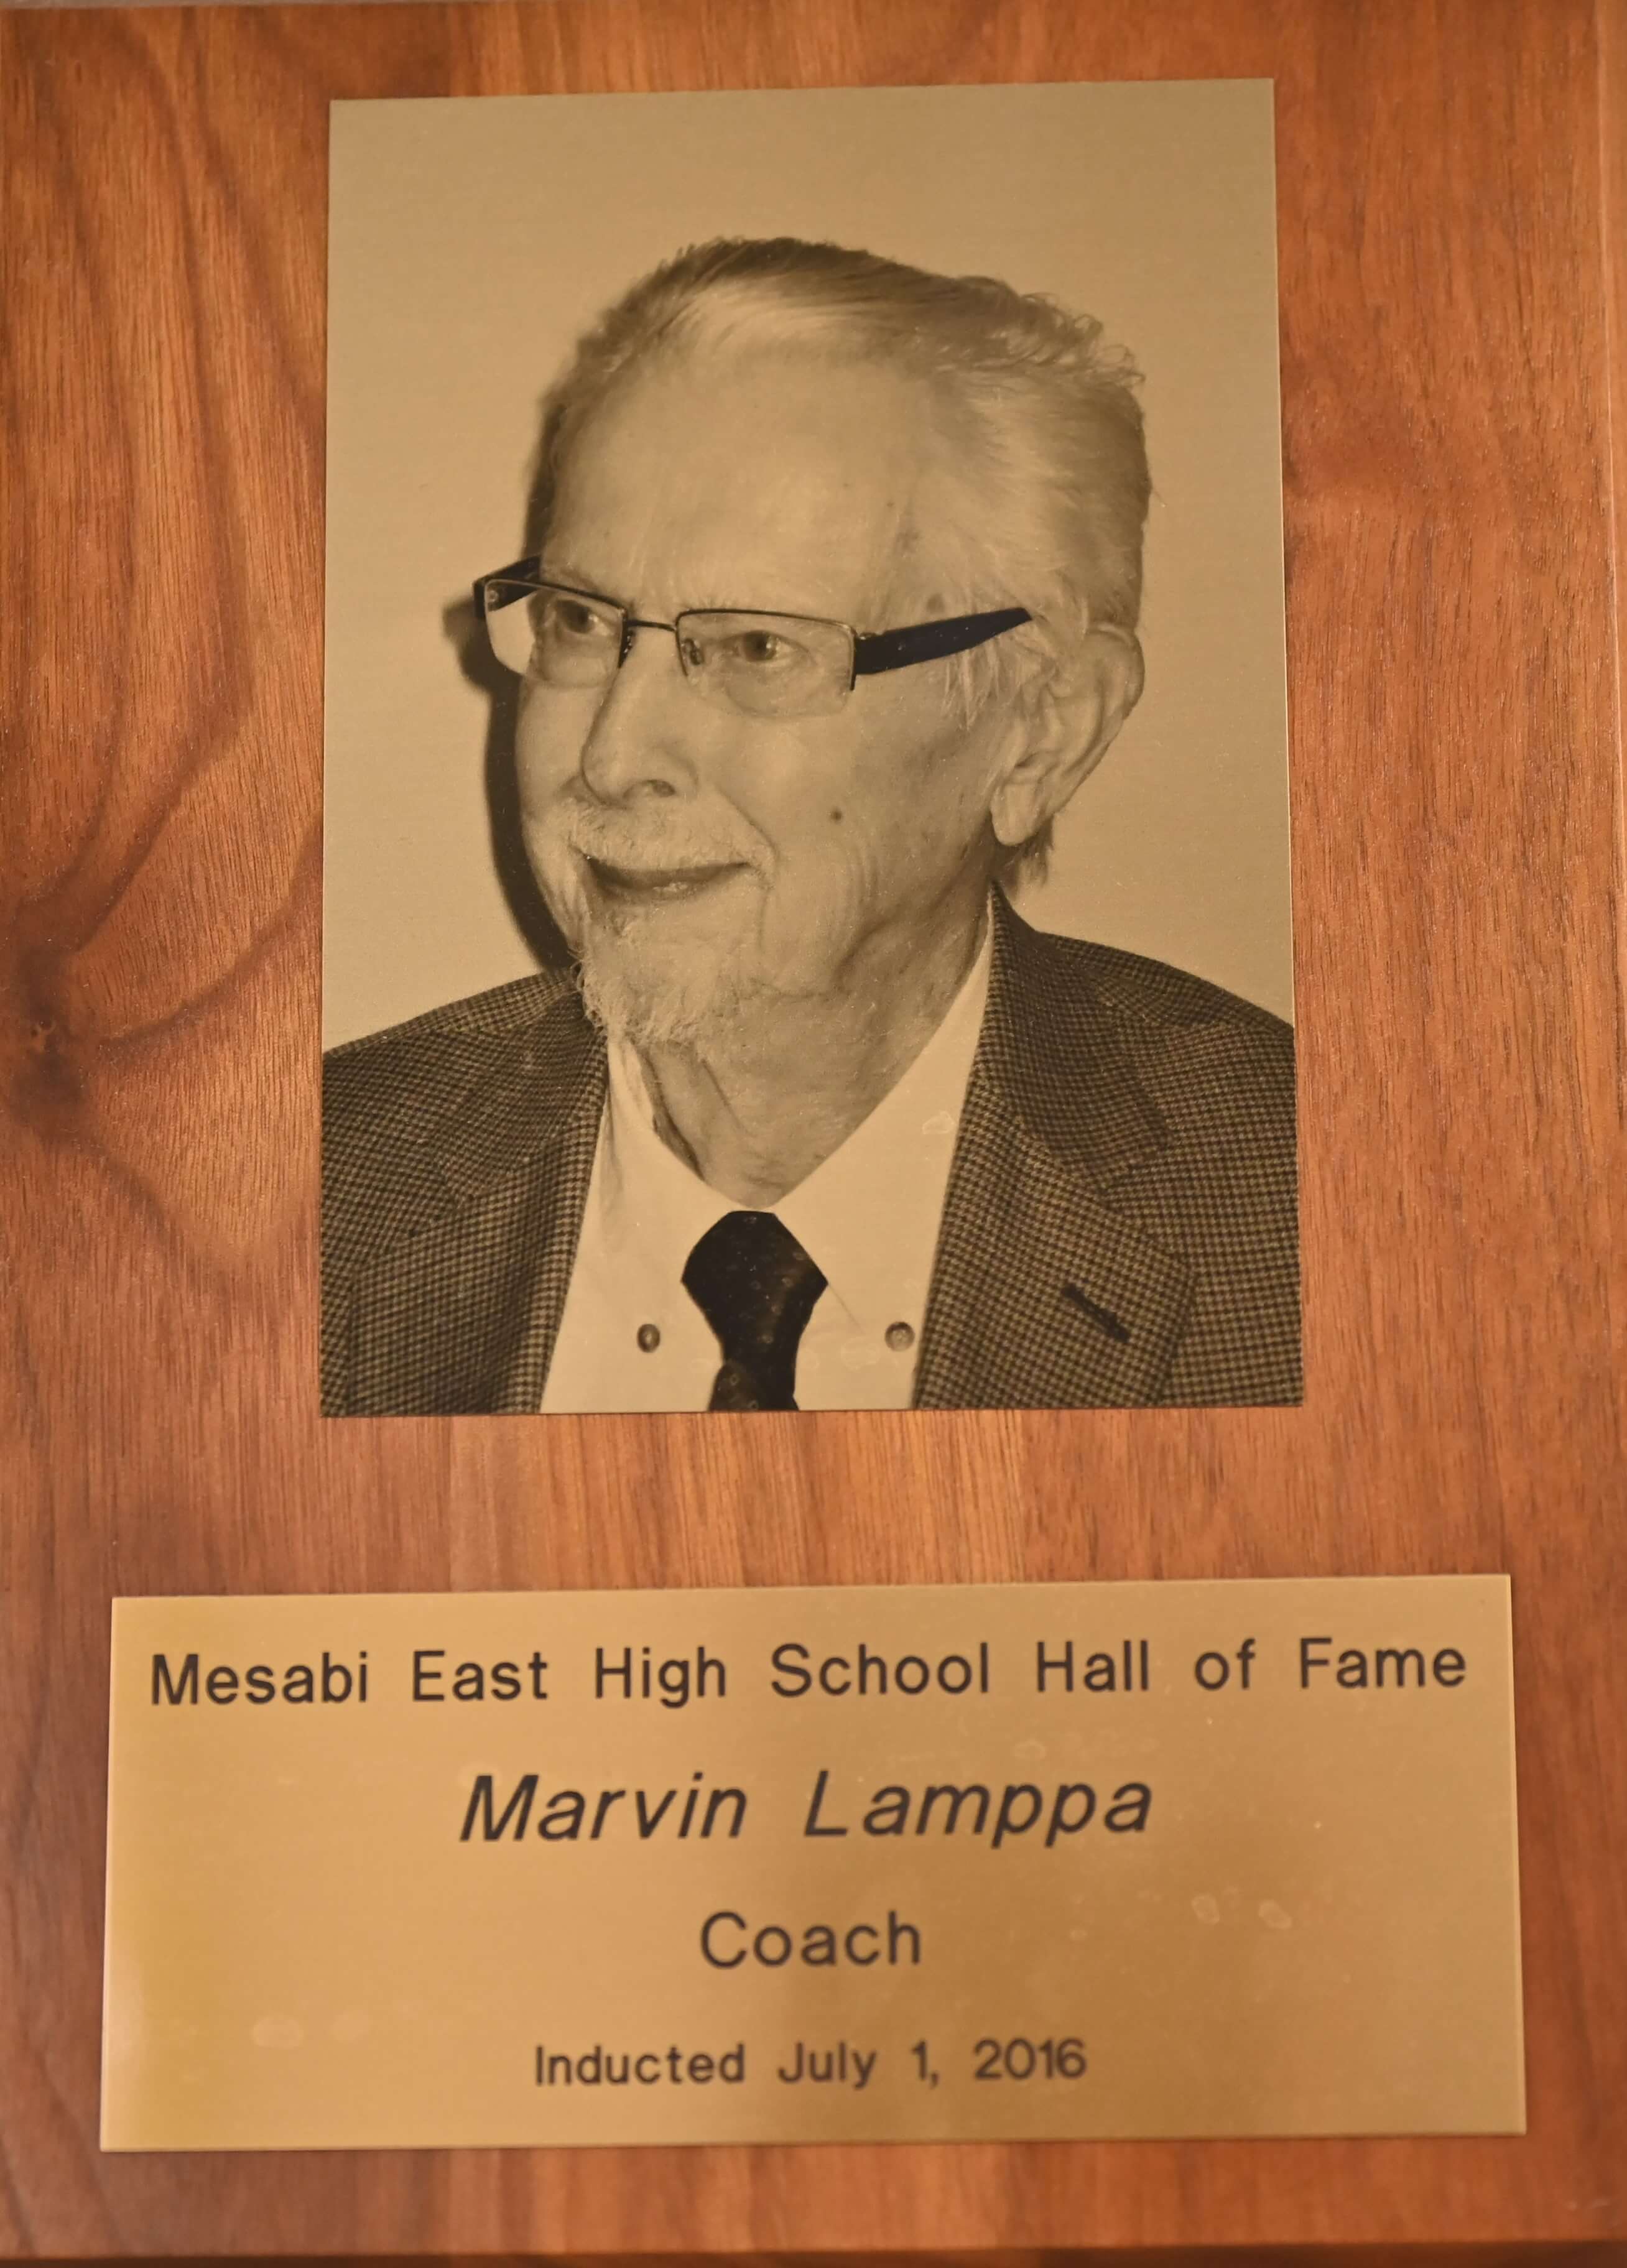 Mesabi East High School Hall of Fame
Marvin Lamppa
Coach
Inducted July 1, 2016